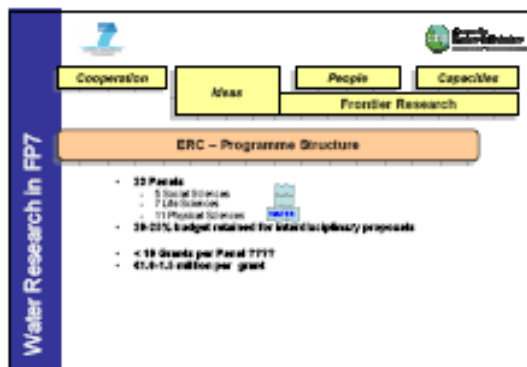 Cooperation
Ideas
People
Capacities
Frontier Research
ERC – Programme Structure
Water Research in FP7
• Panels
o 5 Social Sciences
o 7 Life Sciences
o 11 Physical Sciences
WATER
budget retained for interdisciplinary proposals
• < 10 Grants per Panel ????
million per grant